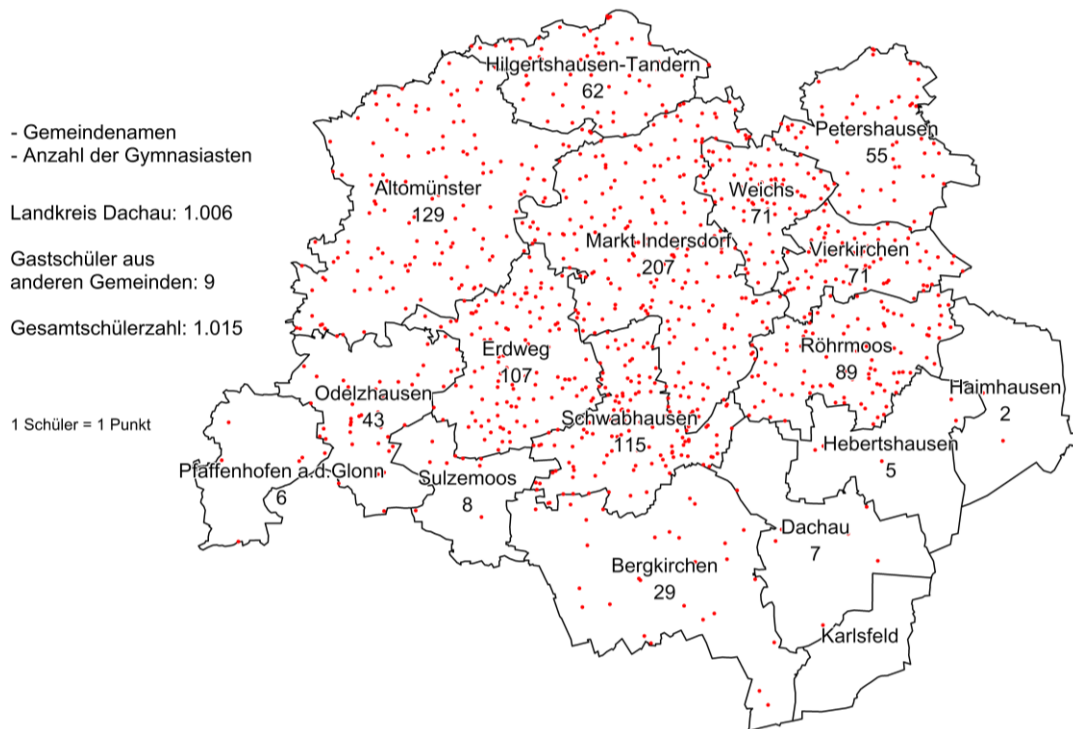 - Gemeindenamen
- Anzahl der Gymnasiasten
Landkreis Dachau: 1.006
Gastschüler aus
anderen Gemeinden: 9
Gesamtschülerzahl: 1.015
1 Schüler = 1 Punkt
Hilgertshausen-Tandern
62
Petershausen
55
Altomünster
129
Weichs
71
Markt Indersdorf
207
Vierkirchen
71
Erdweg
107
Röhrmoos
89
Odelzhausen
43
Haimhausen
2
Schwabhausen
115
Hebertshausen
5
Pfaffenhofen a.d.Glonn
6
Sulzemoos
8
Dachau
7
Bergkirchen
29
Karlsfeld